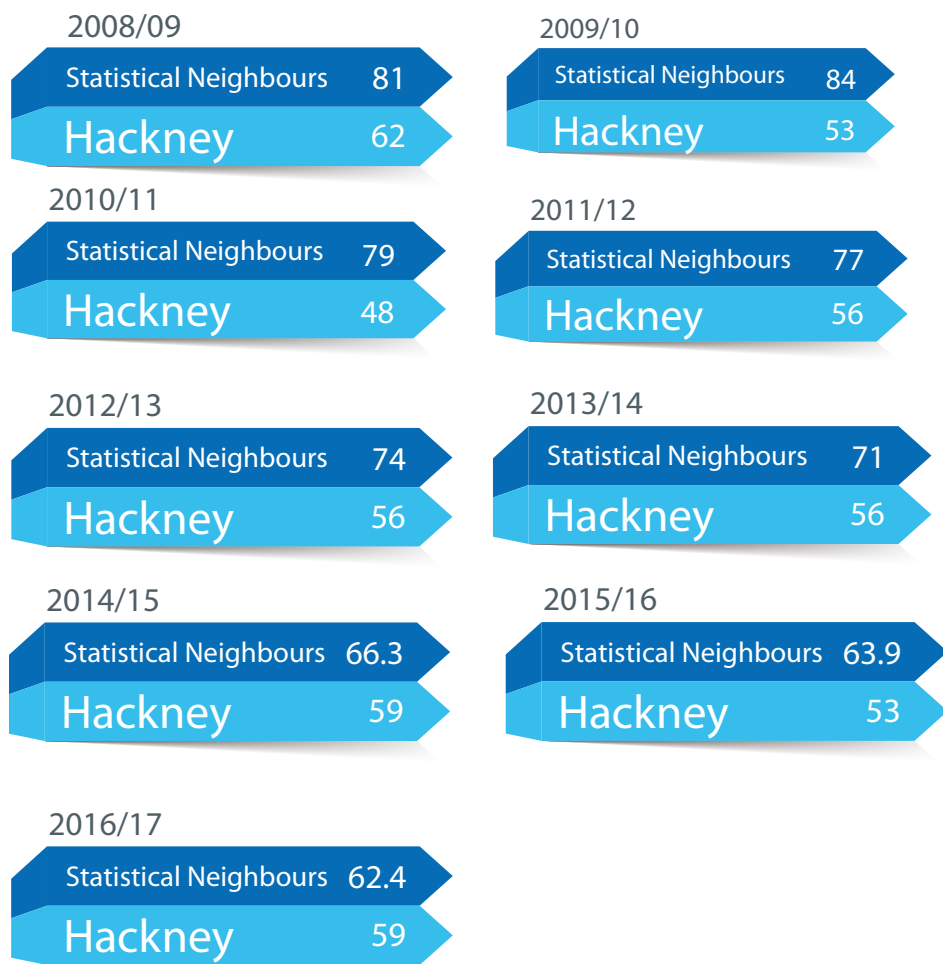 2008/09
Statistical Neighbours 81
Hackney 62
2009/10
Statistical Neighbours 84
Hackney 53
2010/11
Statistical Neighbours 79
Hackney 48
2011/12
Statistical Neighbours 77
Hackney 56
2012/13
Statistical Neighbours 74
Hackney 56
2013/14
Statistical Neighbours 71
Hackney 56
2014/15
Statistical Neighbours 66.3
Hackney 59
2015/16
Statistical Neighbours 63.9
Hackney 53
2016/17
Statistical Neighbours 62.4
Hackney 59